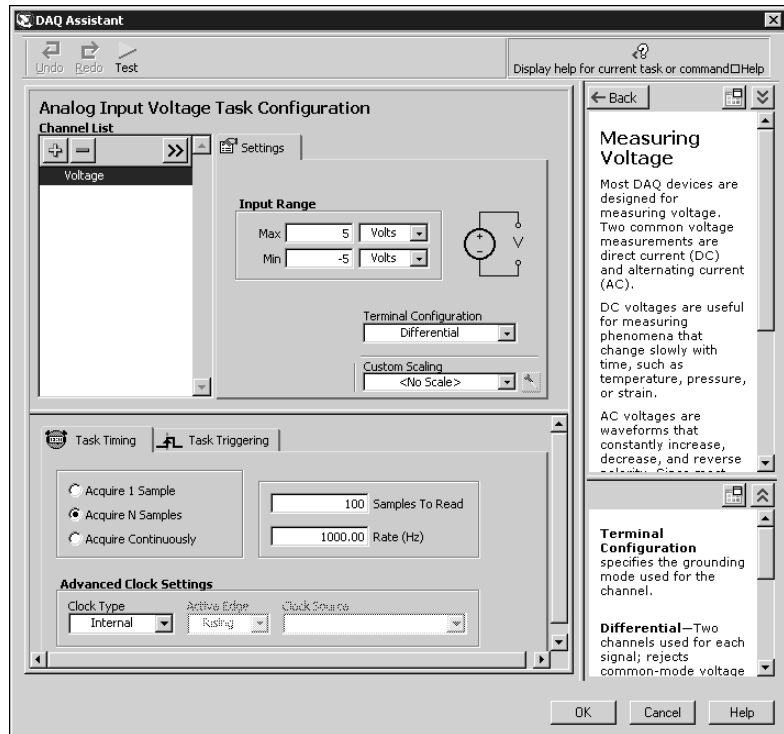 DAQ Assistant
Undo Redo Test
Display help for current task or command□Help
Analog Input Voltage Task Configuration
Channel List
Voltage
Settings
Input Range
Max 5 Volts
Min -5 Volts
+
-
V
Terminal Configuration
Differential
Custom Scaling
<No Scale>
Task Timing
Task Triggering
Acquire 1 Sample
Acquire N Samples
Acquire Continuously
100 Samples To Read
1000.00 Rate (Hz)
Advanced Clock Settings
Clock Type Active Edge Clock Source
Internal Rising
Back
Measuring
Voltage
Most DAQ devices are
designed for
measuring voltage.
Two common voltage
measurements are
direct current (DC)
and alternating current
(AC).
DC voltages are useful
for measuring
phenomena that
change slowly with
time, such as
temperature, pressure,
or strain.
AC voltages are
waveforms that
constantly increase,
decrease, and reverse
polarity. Since most
Terminal
Configuration
specifies the grounding
mode used for the
channel.
Differential—Two
channels used for each
signal; rejects
common-mode voltage
OK Cancel Help